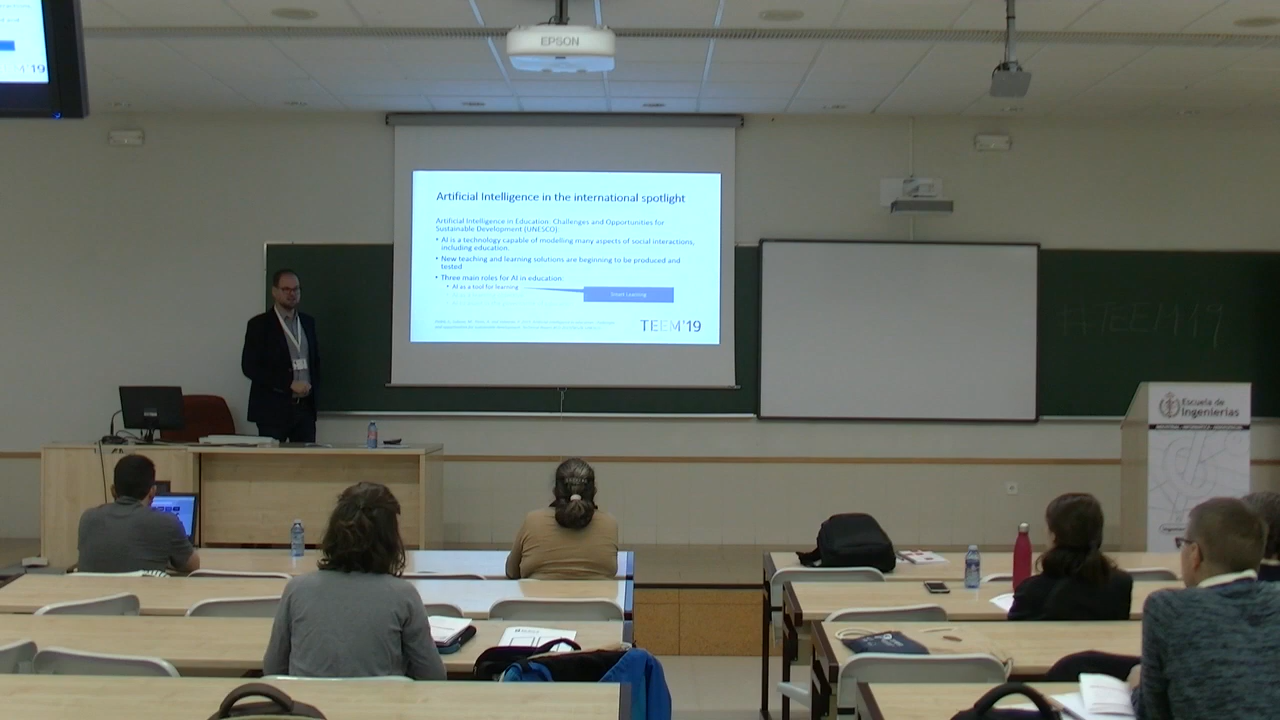 19
EPSON
Artificial Intelligence in the international spotlight
Artificial Intelligence in Education: Challenges and Opportunities for
Sustainable Development (UNESCO)
• AI is a technology capable of modelling many aspects of social interactions,
including education.
• New teaching and learning solutions are beginning to be produced and
tested
• Three main roles for AI in education:
• AI as a tool for learning
Smart Learning
TEEM'19
#TEEM19
Escuela de
Ingenierías